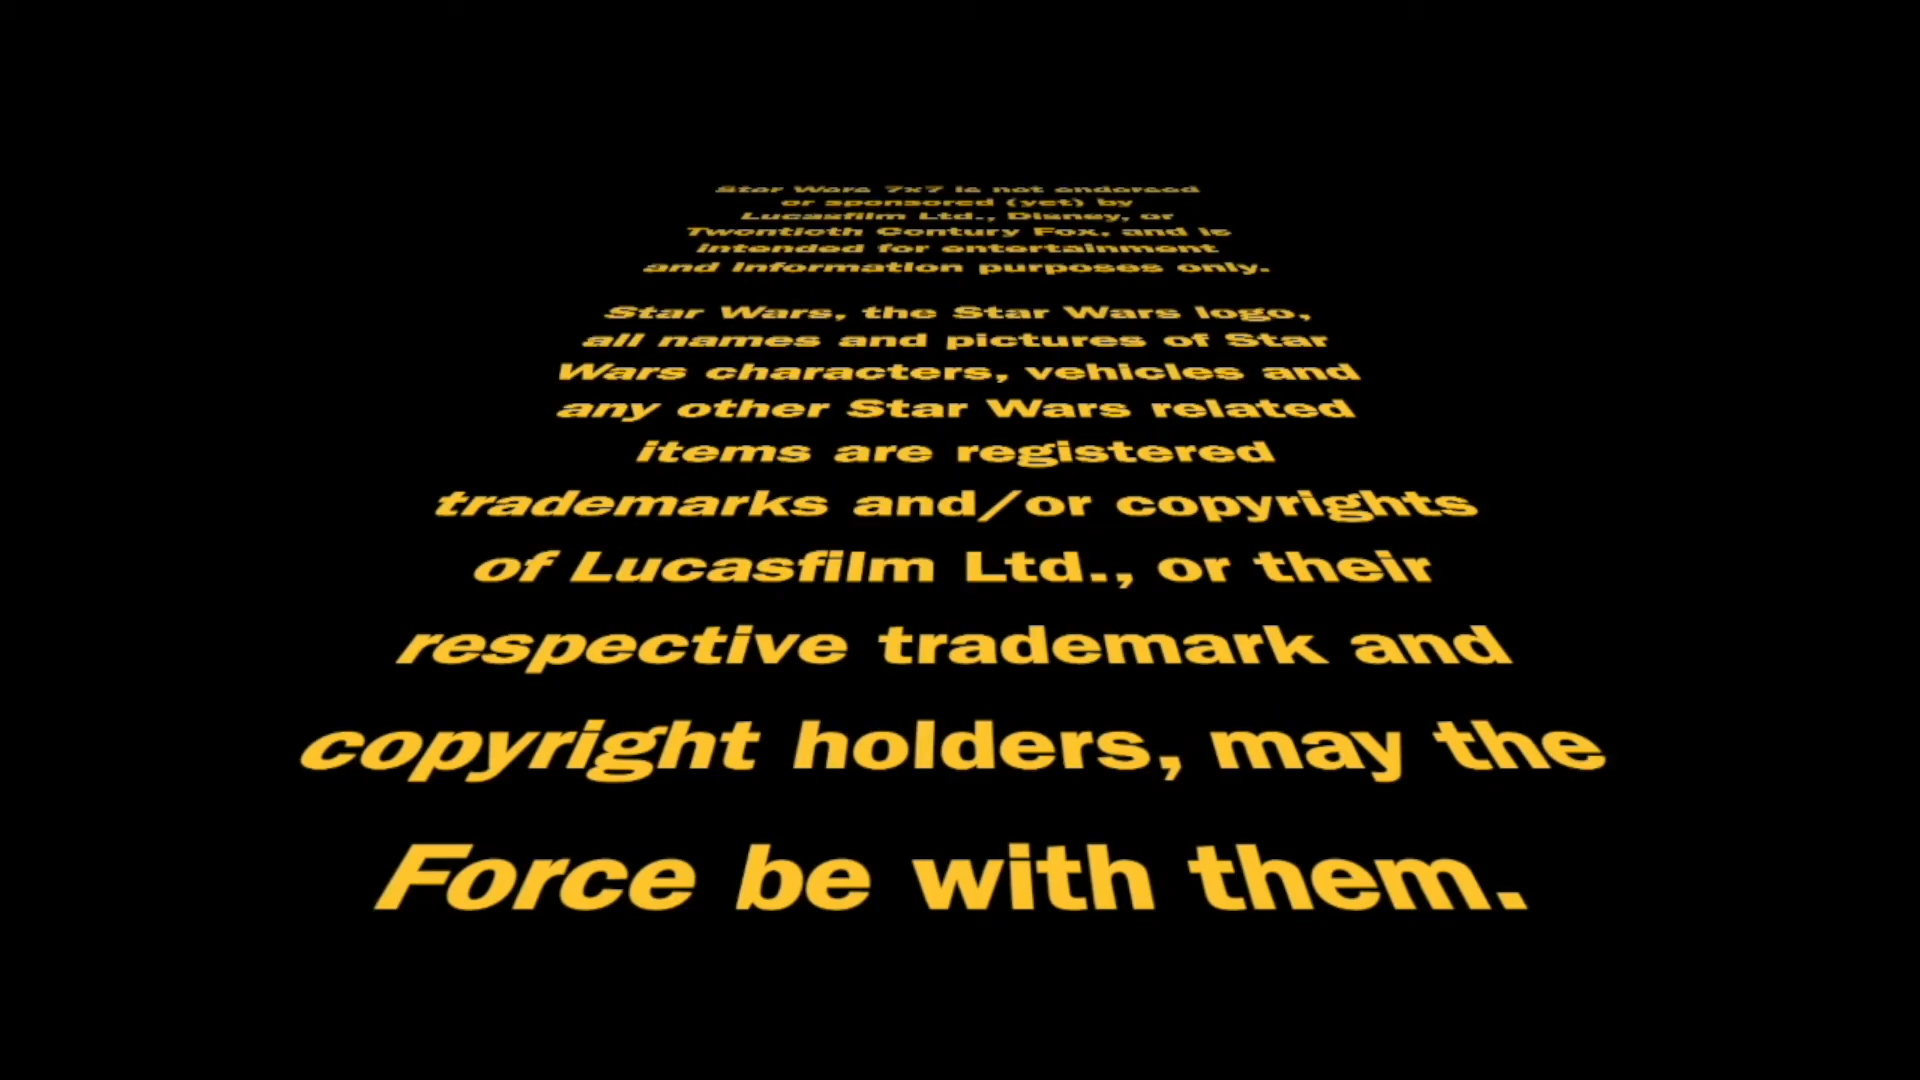 Star Wars 7x7 is not endorsed
or sponsored (yet) by
Lucasfilm Ltd., Disney, or
Twentieth Century Fox, and is
intended for entertainment
and information purposes only.
Star Wars, the Star Wars logo,
all names and pictures of Star
Wars characters, vehicles and
any other Star Wars related
items are registered
trademarks and/or copyrights
of Lucasfilm Ltd., or their
respective trademark and
copyright holders, may the
Force be with them.